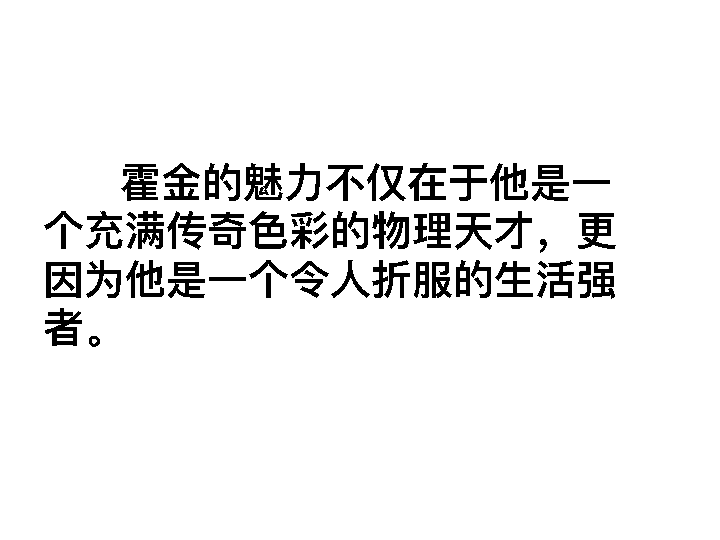 霍金的魅力不仅在于他是一
个充满传奇色彩的物理天才，更
因为他是一个令人折服的生活强
者。